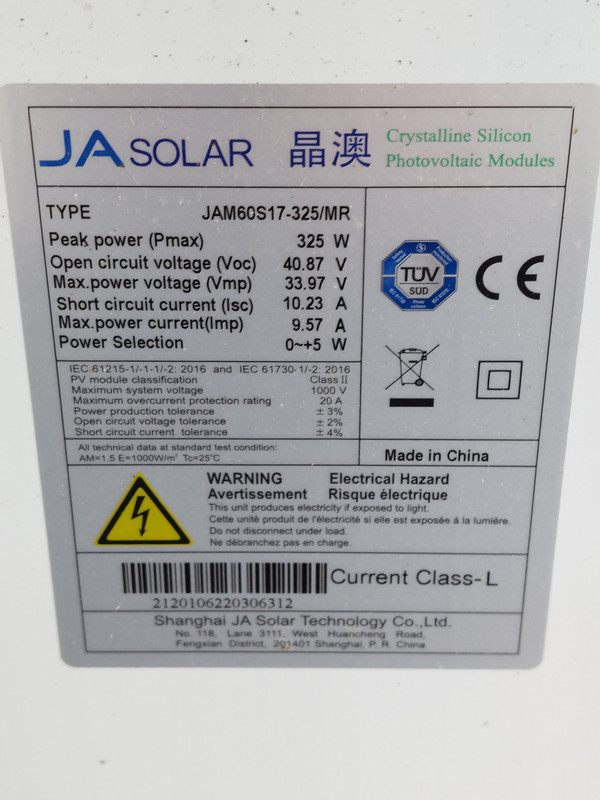 JA SOLAR 晶澳 Crystalline Silicon
Photovoltaic Modules
TYPE JAM60S17-325/MR
Peak power (Pmax) 325 W
Open circuit voltage (Voc) 40.87 V
Max.power voltage (Vmp) 33.97 V
Short circuit current (Isc) 10.23 A
Max.power current(Imp) 9.57 A
Power Selection 0~+5 W
TÜV
SÜD
CE
IEC 61215-1/-1-1/-2: 2016 and IEC 61730-1/-2: 2016
PV module classification Class II
Maximum system voltage 1000 V
Maximum overcurrent protection rating 20 A
Power production tolerance ± 3%
Open circuit voltage tolerance ± 2%
Short circuit current tolerance ± 4%
All technical data at standard test condition:
AM=1.5 E=1000W/m² Tc=25°C
Made in China
WARNING Electrical Hazard
Avertissement Risque électrique
This unit produces electricity if exposed to light.
Cette unité produit de l'électricité si elle est exposée à la lumière.
Do not disconnect under load.
Ne débranchez pas en charge.
Current Class-L
2120106220306312
Shanghai JA Solar Technology Co.,Ltd.
No. 118, Lane 3111, West Huancheng Road,
Fengxian District, 201401 Shanghai, P. R. China